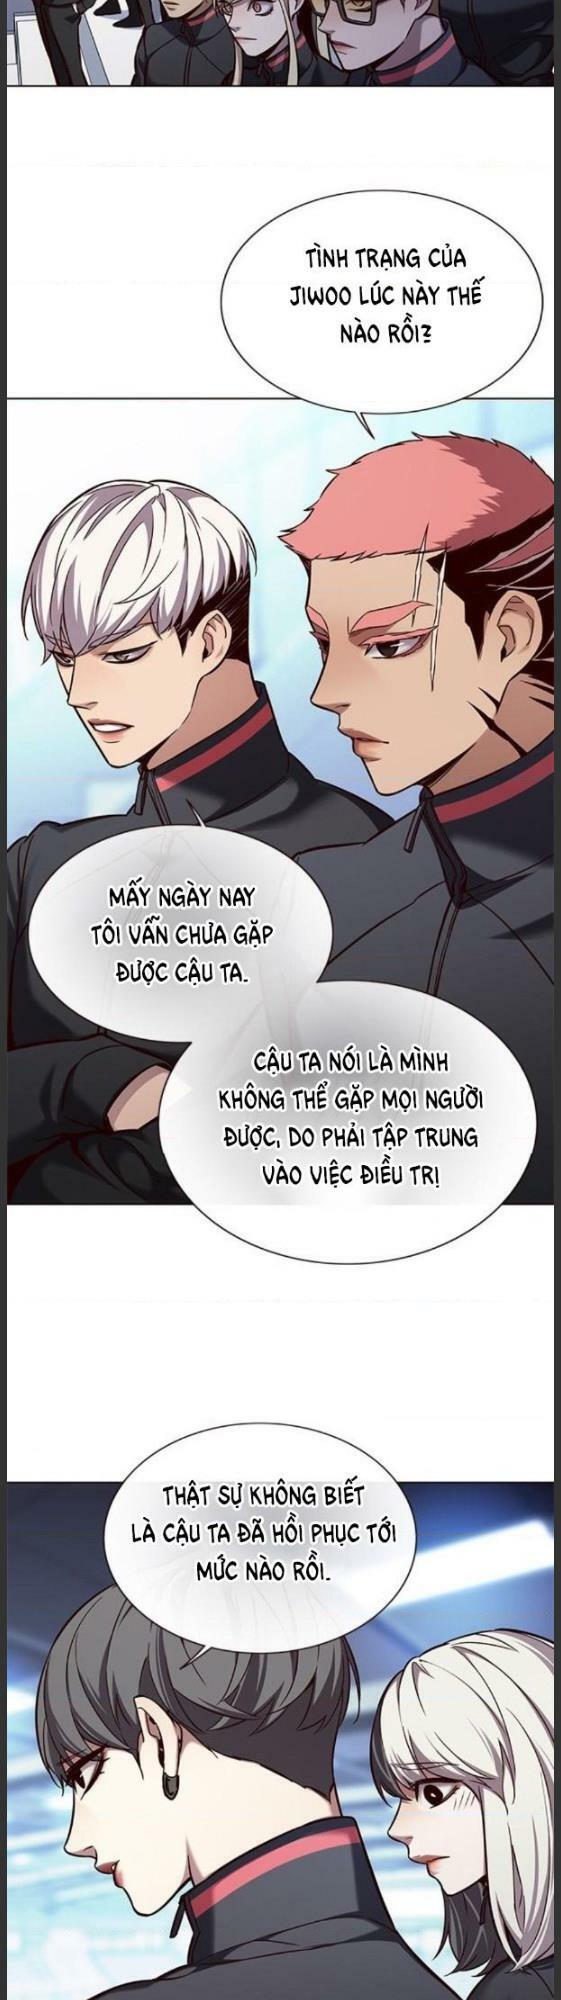 TÌNH TRẠNG CỦA
JIWOO LÚC NÀY THẾ
NÀO RỒI?
MẤY NGÀY NAY
TÔI VẪN CHƯA GẶP
ĐƯỢC CẬU TA.
CẬU TA NÓI LÀ MÌNH
KHÔNG THỂ GẶP MỌI NGƯỜI
ĐƯỢC, DO PHẢI TẬP TRUNG
VÀO VIỆC ĐIỀU TRỊ
THẬT SỰ KHÔNG BIẾT
LÀ CẬU TA ĐÃ HỒI PHỤC TỚI
MỨC NÀO RỒI.